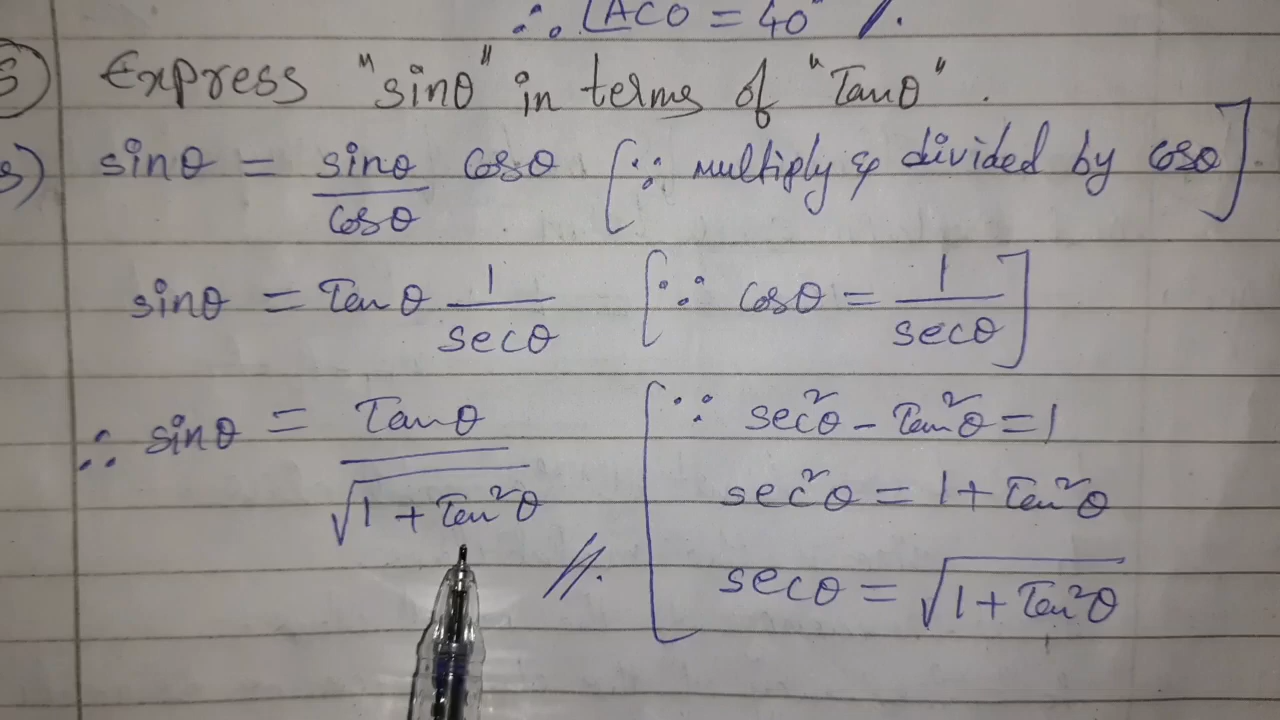 ∴ ∠ACO = 40° //.
Express "sinθ" in terms of "Tanθ".
sinθ = sinθ/cosθ cosθ [∵ multiply & divided by cosθ]
sinθ = Tanθ 1/secθ [∵ cosθ = 1/secθ]
∴ sinθ = Tanθ/√(1 + Tan²θ) //.
[∵ sec²θ - Tan²θ = 1
sec²θ = 1 + Tan²θ
secθ = √(1 + Tan²θ)